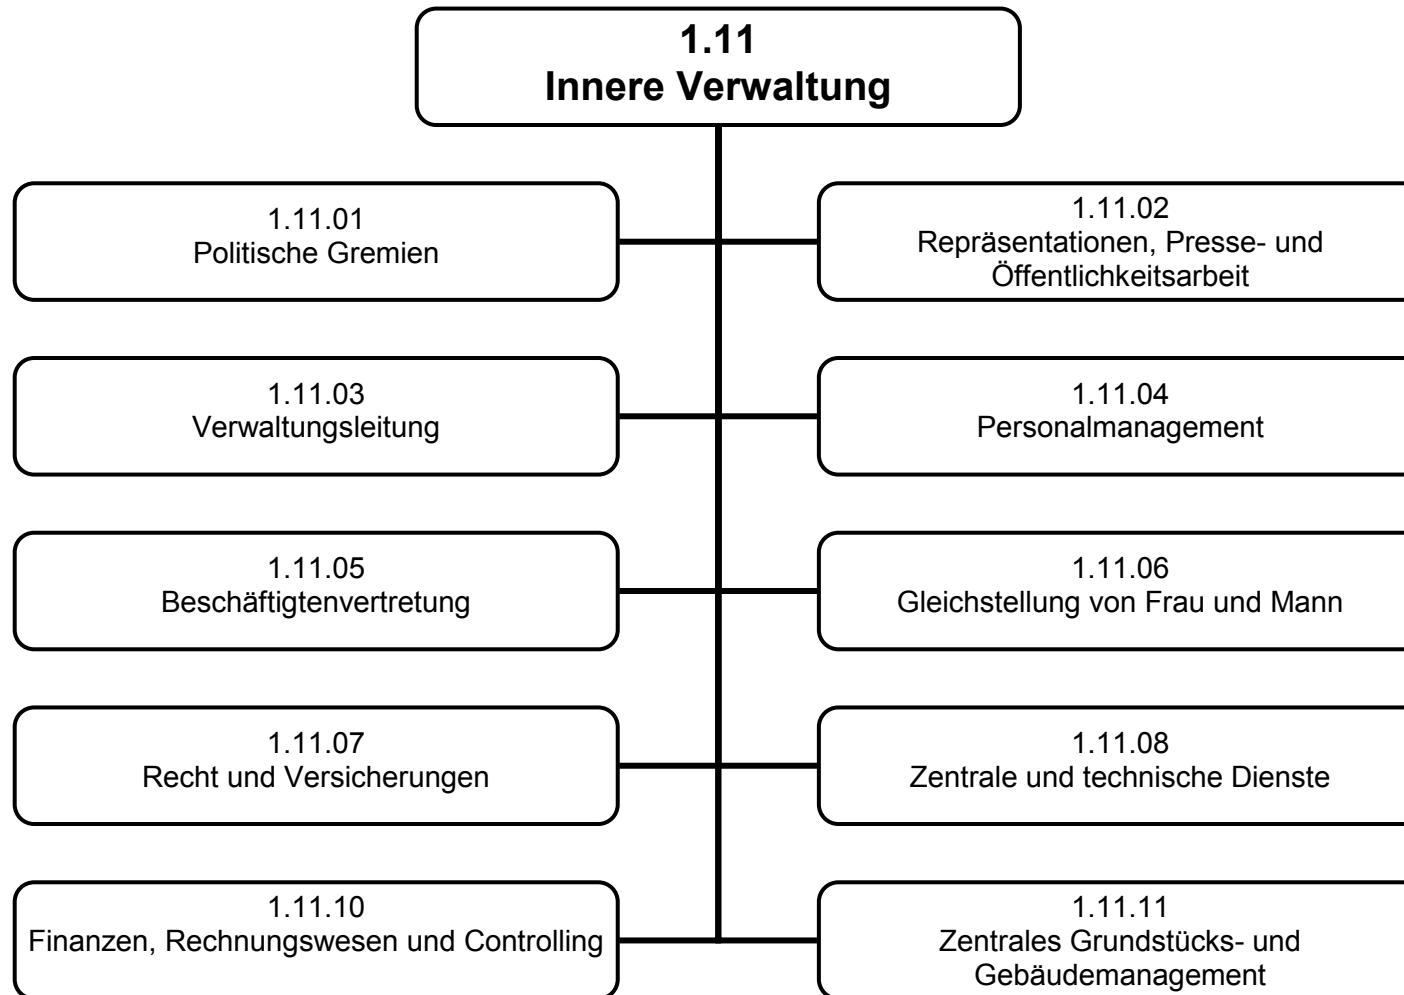 1.11
Innere Verwaltung
1.11.01
Politische Gremien
1.11.02
Repräsentationen, Presse- und
Öffentlichkeitsarbeit
1.11.03
Verwaltungsleitung
1.11.04
Personalmanagement
1.11.05
Beschäftigtenvertretung
1.11.06
Gleichstellung von Frau und Mann
1.11.07
Recht und Versicherungen
1.11.08
Zentrale und technische Dienste
1.11.10
Finanzen, Rechnungswesen und Controlling
1.11.11
Zentrales Grundstücks- und
Gebäudemanagement